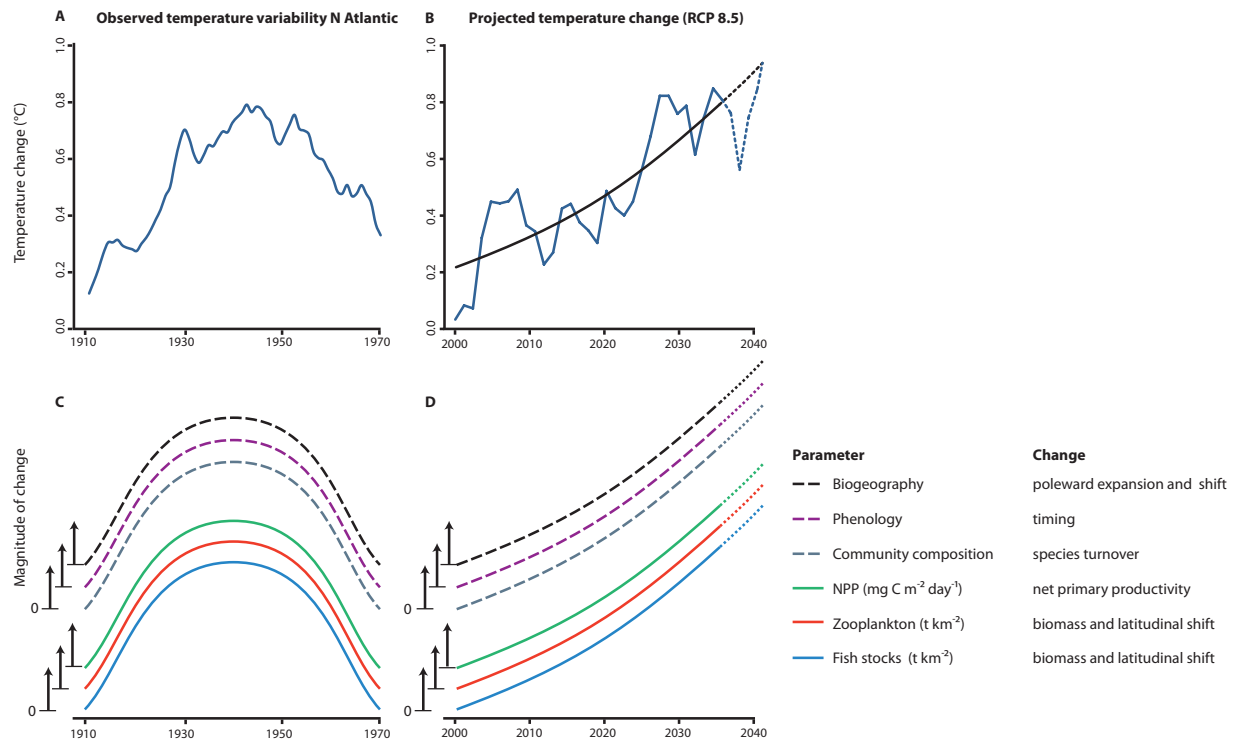 A Observed temperature variability N Atlantic
B Projected temperature change (RCP 8.5)
Temperature change (°C)
1.0
0.8
0.6
0.4
0.2
0.0
1910 1930 1950 1970
1.0
0.8
0.6
0.4
0.2
0.0
2000 2010 2020 2030 2040
C
D
Magnitude of change
0
0
1910 1930 1950 1970
0
0
2000 2010 2020 2030 2040
Parameter Change
Biogeography poleward expansion and shift
Phenology timing
Community composition species turnover
NPP (mg C m⁻² day⁻¹) net primary productivity
Zooplankton (t km⁻²) biomass and latitudinal shift
Fish stocks (t km⁻²) biomass and latitudinal shift